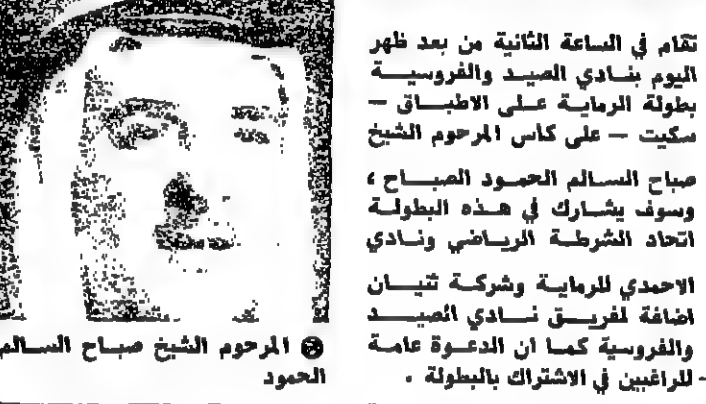 تقام في الساعة الثانية من بعد ظهر
اليوم بنادي الصيد والفروسية
بطولة الرماية على الاطباق —
سكيت — على كأس المرحوم الشيخ
صباح السالم الحمود الصباح ،
وسوف يشارك في هذه البطولة
اتحاد الشرطة الرياضي ونادي
الاحمدي للرماية وشركة ثنيان
اضافة لفريق نادي الصيد
والفروسية كما ان الدعوة عامة
للراغبين في الاشتراك بالبطولة .
المرحوم الشيخ صباح السالم
الحمود